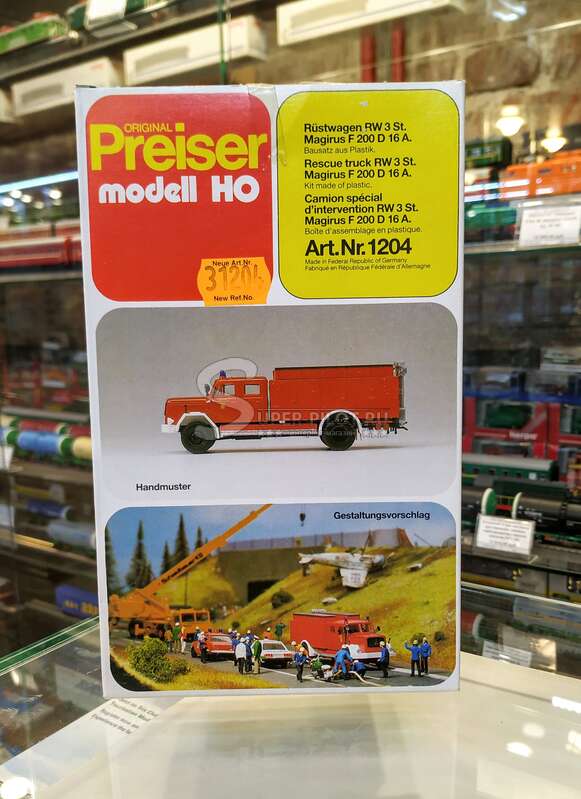 ORIGINAL
Preiser
modell HO
Neue Art.Nr.
31204
New Ref.No.
Rüstwagen RW 3 St.
Magirus F 200 D 16 A.
Bausatz aus Plastik.
Rescue truck RW 3 St.
Magirus F 200 D 16 A.
Kit made of plastic.
Camion spécial
d'intervention RW 3 St.
Magirus F 200 D 16 A.
Boîte d'assemblage en plastique.
Art.Nr.1204
Made in Federal Republic of Germany
Fabriqué en République Fédérale d'Allemagne
Handmuster
Gestaltungsvorschlag
herpa